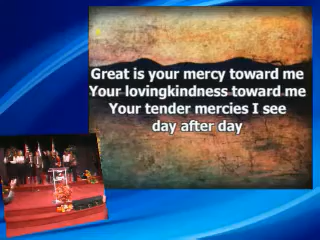 Great is your mercy toward me
Your lovingkindness toward me
Your tender mercies I see
day after day